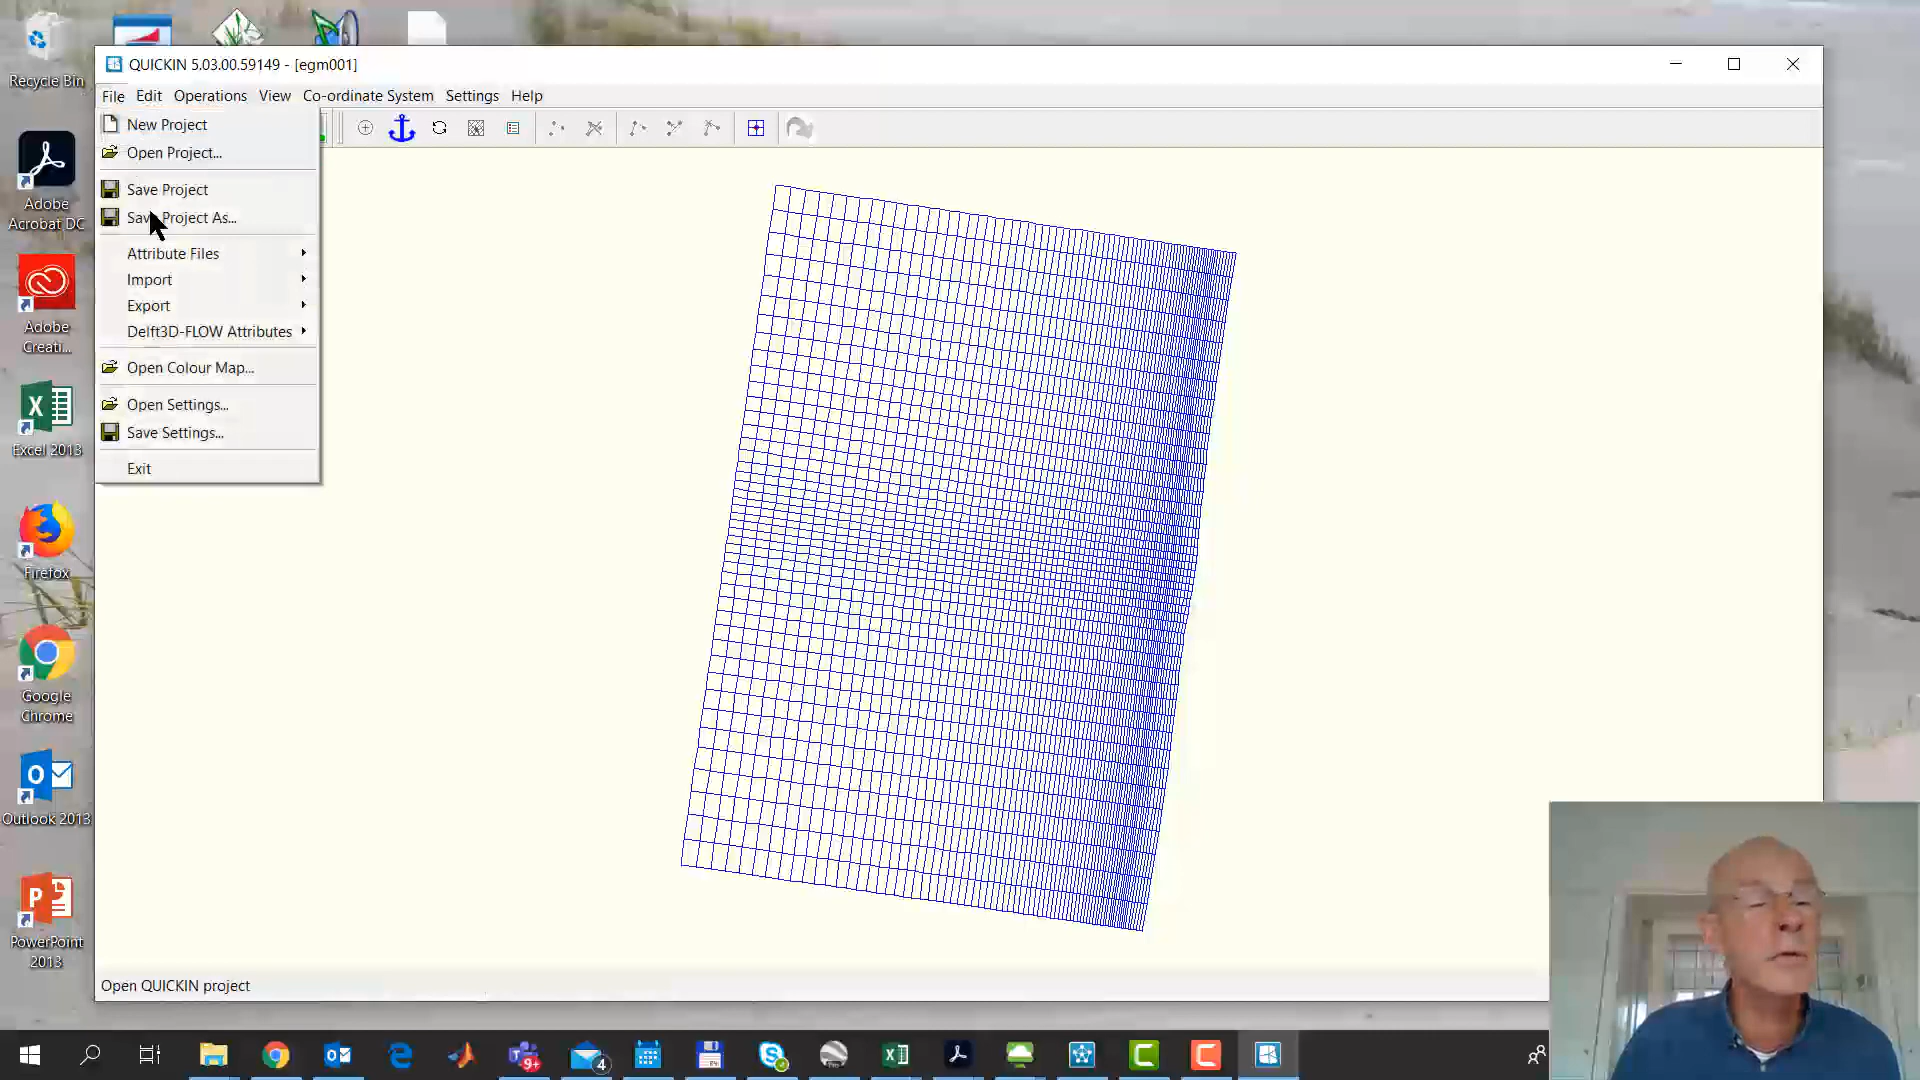 Recycle Bin
Adobe
Acrobat DC
Adobe
Creati...
Excel 2013
Firefox
Google
Chrome
Outlook 2013
PowerPoint
2013
QUICKIN 5.03.00.59149 - [egm001]
File Edit Operations View Co-ordinate System Settings Help
New Project
Open Project...
Save Project
Save Project As...
Attribute Files
Import
Export
Delft3D-FLOW Attributes
Open Colour Map...
Open Settings...
Save Settings...
Exit
Open QUICKIN project
9+
4